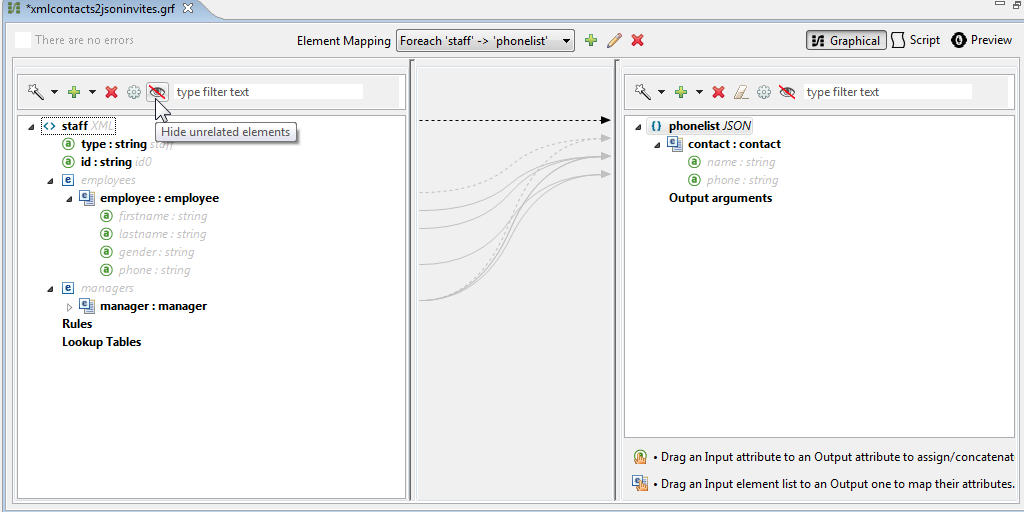 *xmlcontacts2jsoninvites.grf
There are no errors
Element Mapping Foreach 'staff' -> 'phonelist'
Graphical Script Preview
type filter text
Hide unrelated elements
staff XML
type : string staff
id : string id0
employees
employee : employee
firstname : string
lastname : string
gender : string
phone : string
managers
manager : manager
Rules
Lookup Tables
type filter text
phonelist JSON
contact : contact
name : string
phone : string
Output arguments
• Drag an Input attribute to an Output attribute to assign/concatenat
• Drag an Input element list to an Output one to map their attributes.